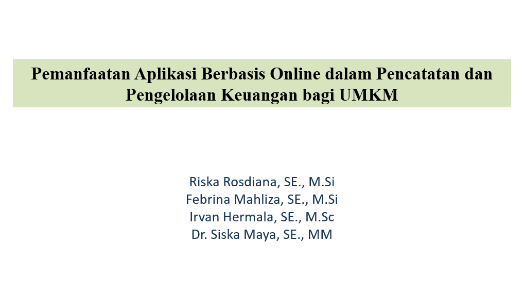 Pemanfaatan Aplikasi Berbasis Online dalam Pencatatan dan
Pengelolaan Keuangan bagi UMKM
Riska Rosdiana, SE., M.Si
Febrina Mahliza, SE., M.Si
Irvan Hermala, SE., M.Sc
Dr. Siska Maya, SE., MM